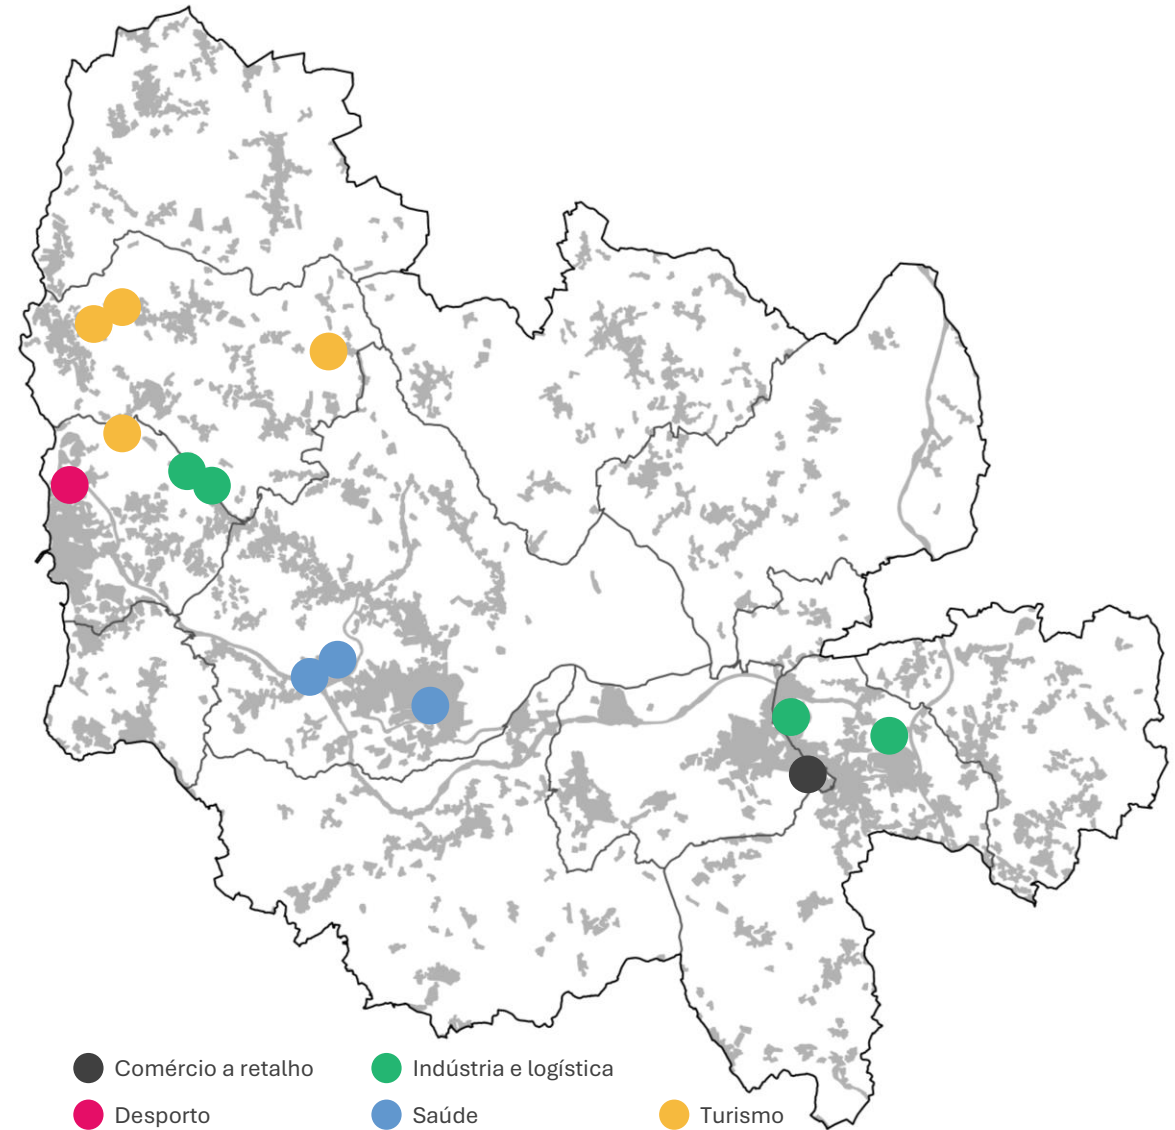 Comércio a retalho
Indústria e logística
Desporto
Saúde
Turismo